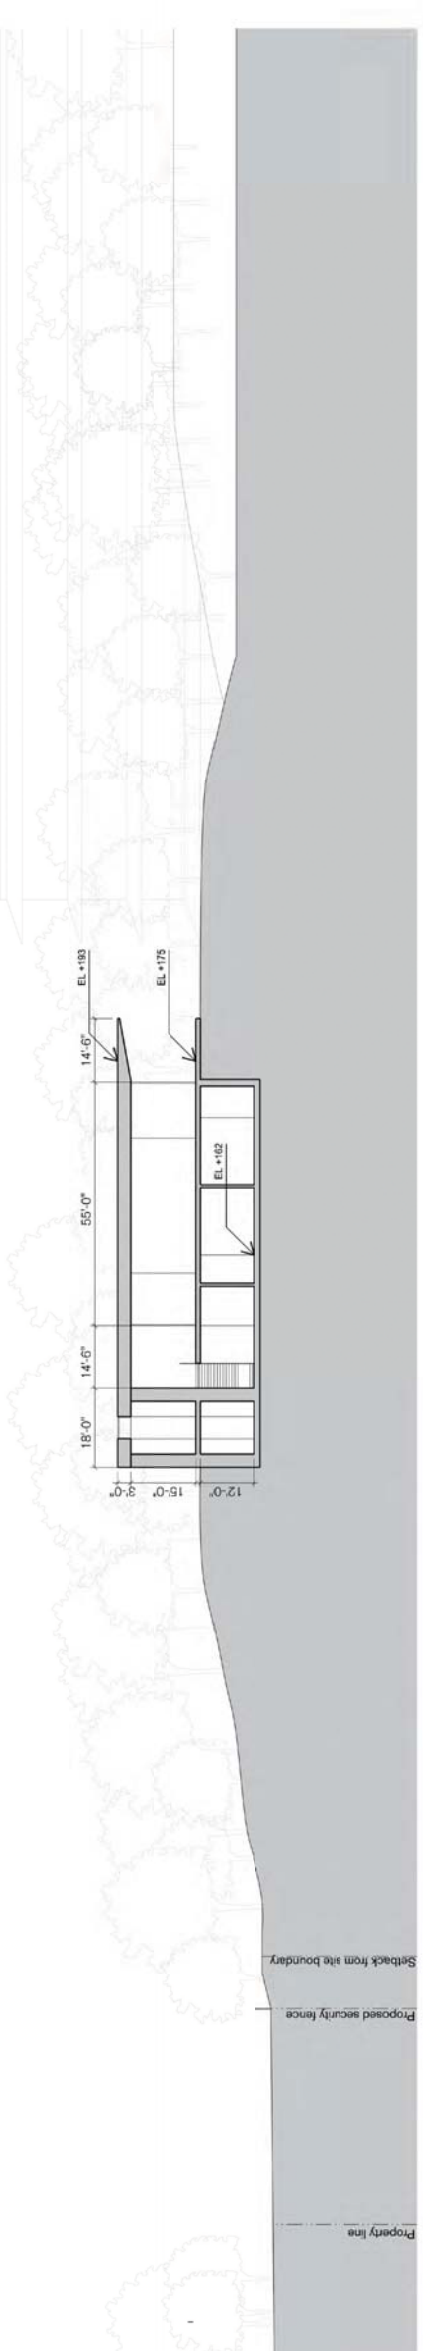 EL +193
EL +175
EL +162
14'-6"
55'-0"
14'-6"
18'-0"
3'-0"
15'-0"
12'-0"
Setback from site boundary
Proposed security fence
Property line